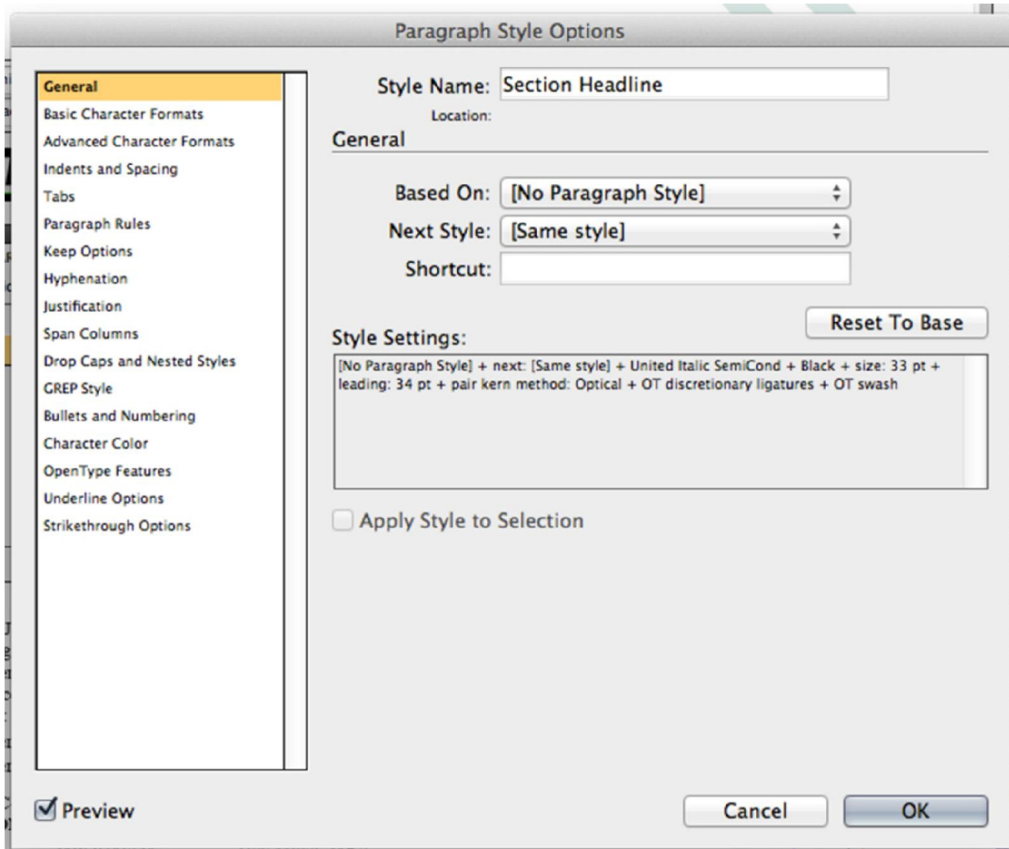 Paragraph Style Options
General
Basic Character Formats
Advanced Character Formats
Indents and Spacing
Tabs
Paragraph Rules
Keep Options
Hyphenation
Justification
Span Columns
Drop Caps and Nested Styles
GREP Style
Bullets and Numbering
Character Color
OpenType Features
Underline Options
Strikethrough Options
Style Name: Section Headline
Location:
General
Based On: [No Paragraph Style]
Next Style: [Same style]
Shortcut:
Reset To Base
Style Settings:
[No Paragraph Style] + next: [Same style] + United Italic SemiCond + Black + size: 33 pt +
leading: 34 pt + pair kern method: Optical + OT discretionary ligatures + OT swash
Apply Style to Selection
Preview
Cancel
OK